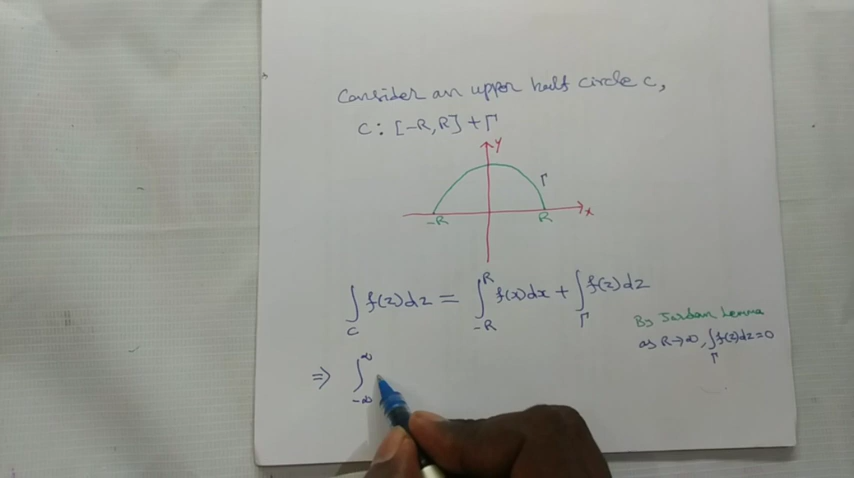 Consider an upper half circle C,
C : [-R, R] + Γ
y
Γ
-R
R
x
∫_C f(z)dz = ∫_{-R}^{R} f(x)dx + ∫_Γ f(z)dz
By Jordan Lemma
as R→∞, ∫_Γ f(z)dz = 0
⇒ ∫_{-∞}^{∞}